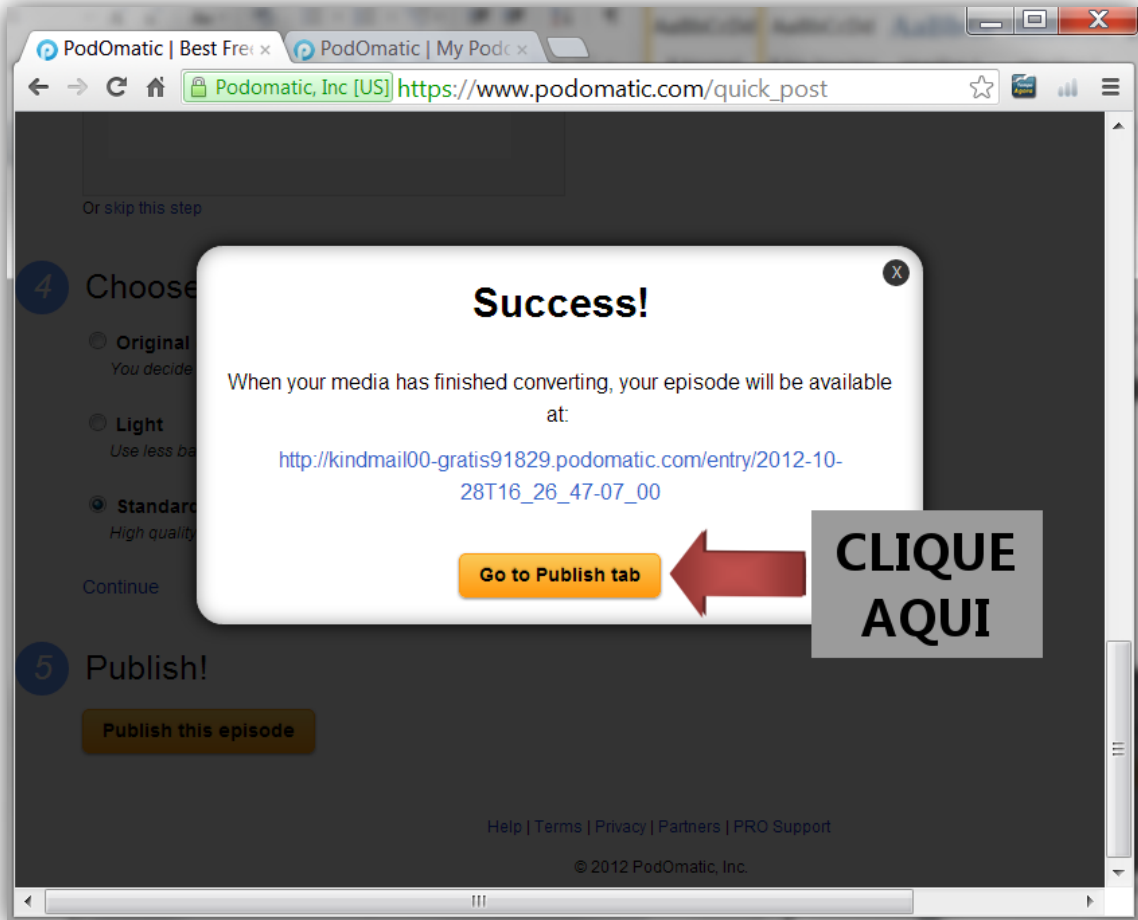 PodOmatic | Best Fre
PodOmatic | My Podc
Podomatic, Inc [US] https://www.podomatic.com/quick_post
Or skip this step
4 Choose
Original
You decide
Light
Use less ba
Standard
High quality
Continue
Success!
X
When your media has finished converting, your episode will be available
at:
http://kindmail00-gratis91829.podomatic.com/entry/2012-10-
28T16_26_47-07_00
Go to Publish tab
CLIQUE
AQUI
5 Publish!
Publish this episode
Help | Terms | Privacy | Partners | PRO Support
© 2012 PodOmatic, Inc.